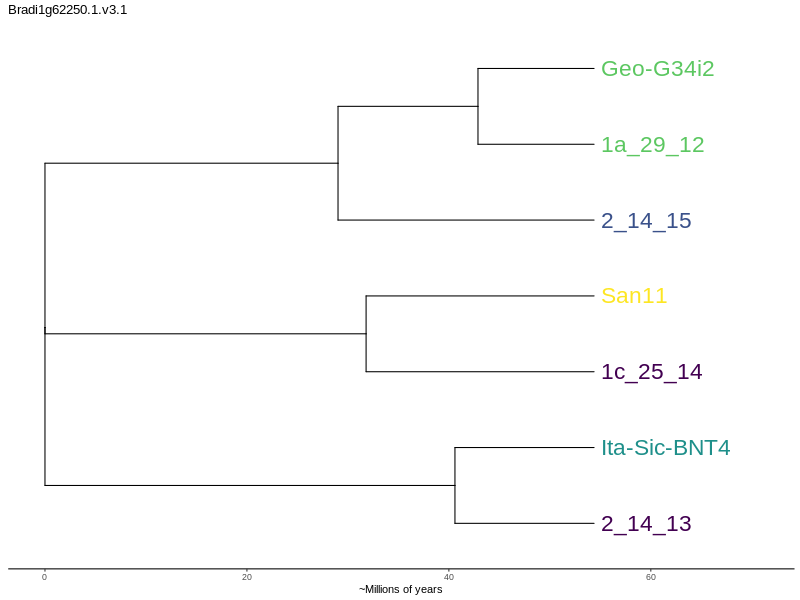 Bradi1g62250.1.v3.1
Geo-G34i2
1a_29_12
2_14_15
San11
1c_25_14
Ita-Sic-BNT4
2_14_13
0 20 40 60
~Millions of years